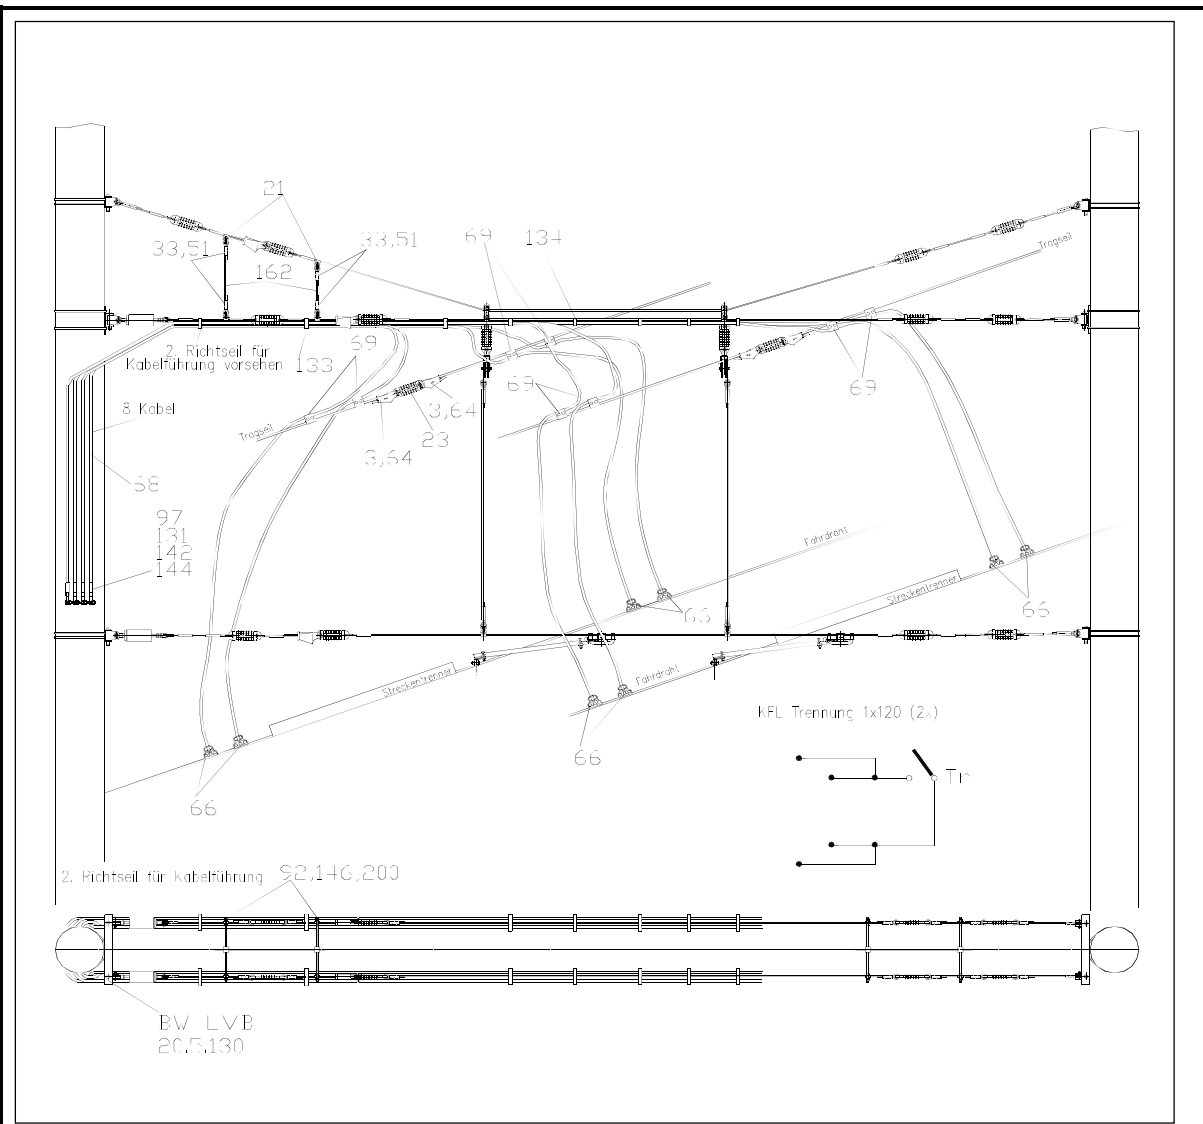 21
33,51
33,51
162
69
134
Tragseil
2. Richtseil für
Kabelführung vorsehen
133
69
69
69
8 Kabel
3,64
23
3,64
Tragseil
68
97
131
142
144
Fahrdraht
Streckentrenner
66
66
Streckentrenner
Fahrdraht
KFL Trennung 1x120 (2x)
66
Tr
66
2. Richtseil für Kabelführung
92,146,200
BW LVB
20.5.130